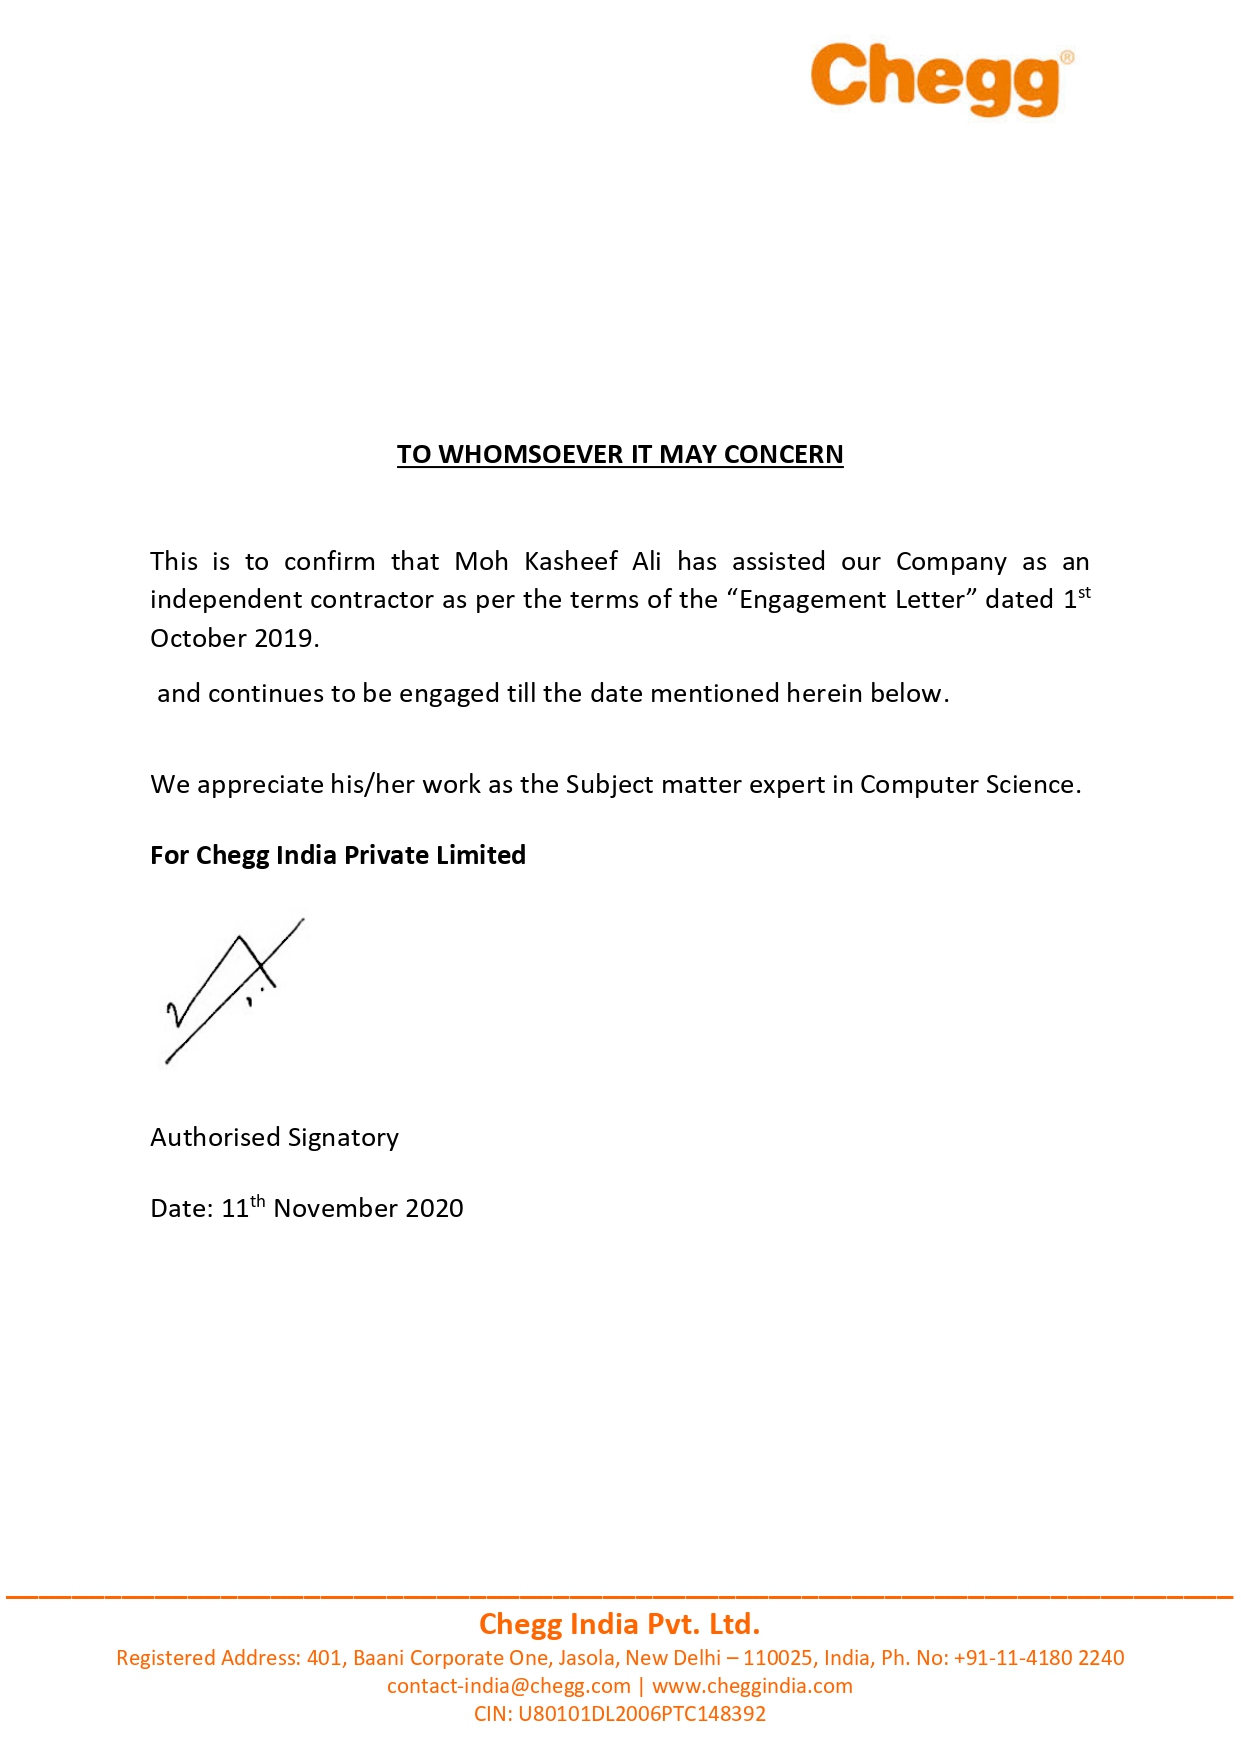 Chegg®
TO WHOMSOEVER IT MAY CONCERN
This is to confirm that Moh Kasheef Ali has assisted our Company as an
independent contractor as per the terms of the “Engagement Letter” dated 1st
October 2019.
and continues to be engaged till the date mentioned herein below.
We appreciate his/her work as the Subject matter expert in Computer Science.
For Chegg India Private Limited
Authorised Signatory
Date: 11th November 2020
Chegg India Pvt. Ltd.
Registered Address: 401, Baani Corporate One, Jasola, New Delhi – 110025, India, Ph. No: +91-11-4180 2240
contact-india@chegg.com | www.cheggindia.com
CIN: U80101DL2006PTC148392